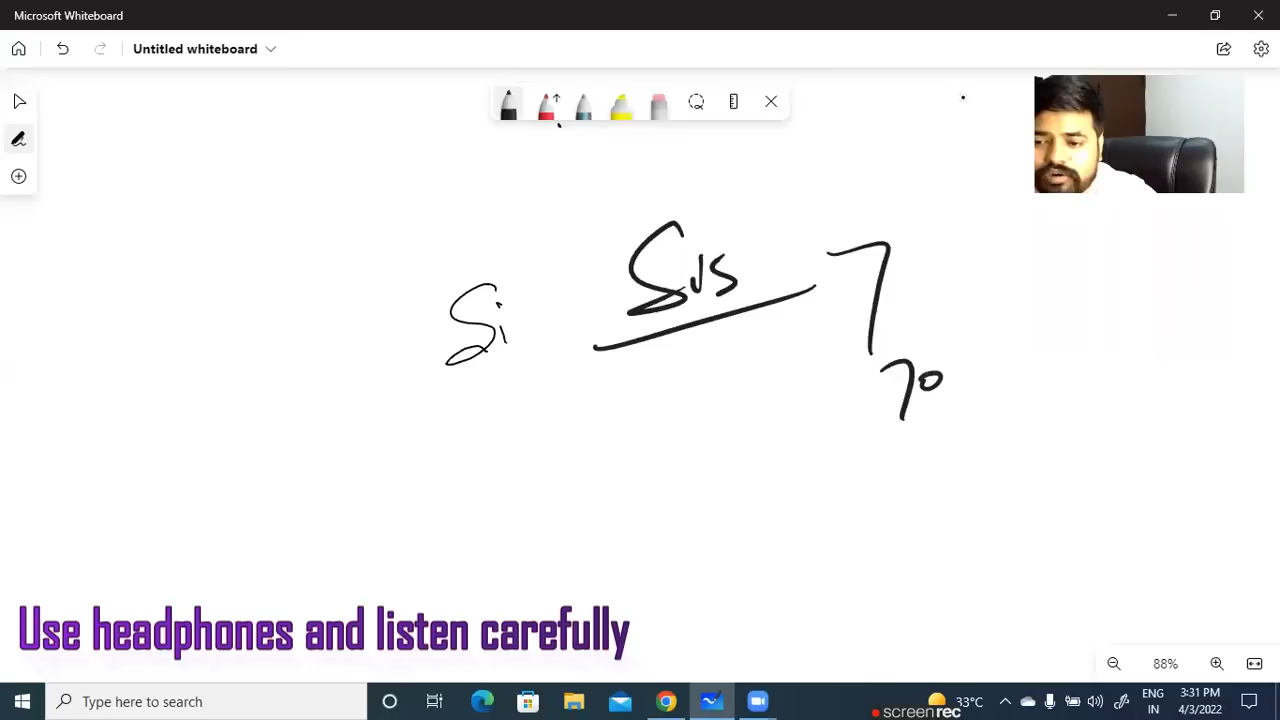 Microsoft Whiteboard
Untitled whiteboard
Sus 7
Si
70
Use headphones and listen carefully
88%
Type here to search
33°C
ENG
IN
3:31 PM
4/3/2022
screenrec